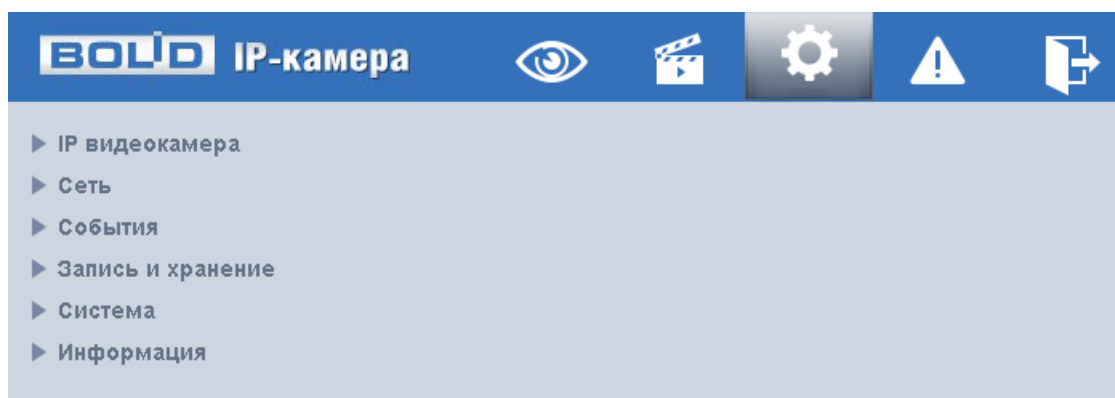 BOLID IP-камера
IP видеокамера
Сеть
События
Запись и хранение
Система
Информация